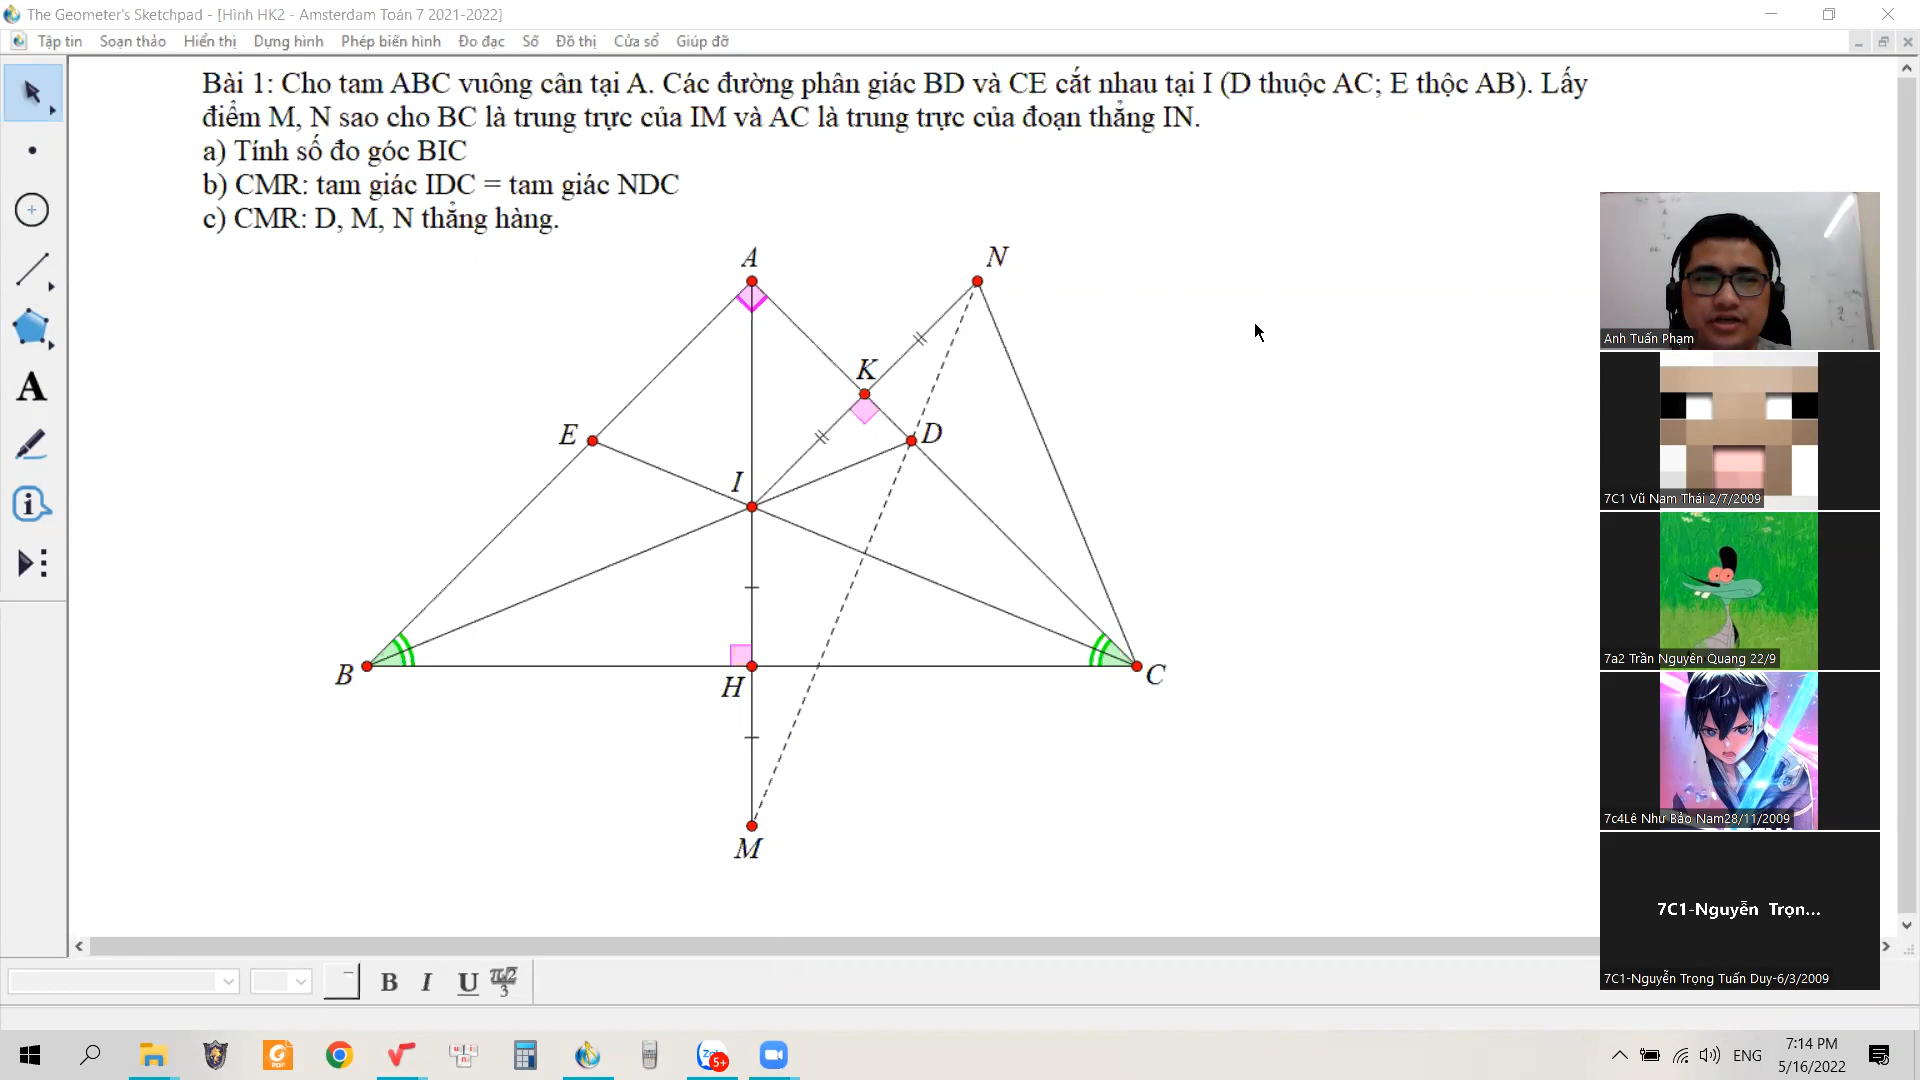 The Geometer's Sketchpad - [Hình HK2 - Amsterdam Toán 7 2021-2022]
Tập tin Soạn thảo Hiển thị Dựng hình Phép biến hình Đo đạc Số Đồ thị Cửa sổ Giúp đỡ
Bài 1: Cho tam ABC vuông cân tại A. Các đường phân giác BD và CE cắt nhau tại I (D thuộc AC; E thộc AB). Lấy
điểm M, N sao cho BC là trung trực của IM và AC là trung trực của đoạn thẳng IN.
a) Tính số đo góc BIC
b) CMR: tam giác IDC = tam giác NDC
c) CMR: D, M, N thẳng hàng.
A
N
K
E
D
I
B
H
C
M
A
Anh Tuấn Phạm
7C1 Vũ Nam Thái 2/7/2009
7a2 Trần Nguyên Quang 22/9
7c4Lê Như Bảo Nam28/11/2009
7C1-Nguyễn Trọn...
7C1-Nguyễn Trọng Tuấn Duy-6/3/2009
B I U π√2/3
PDF
5+
ENG
7:14 PM
5/16/2022